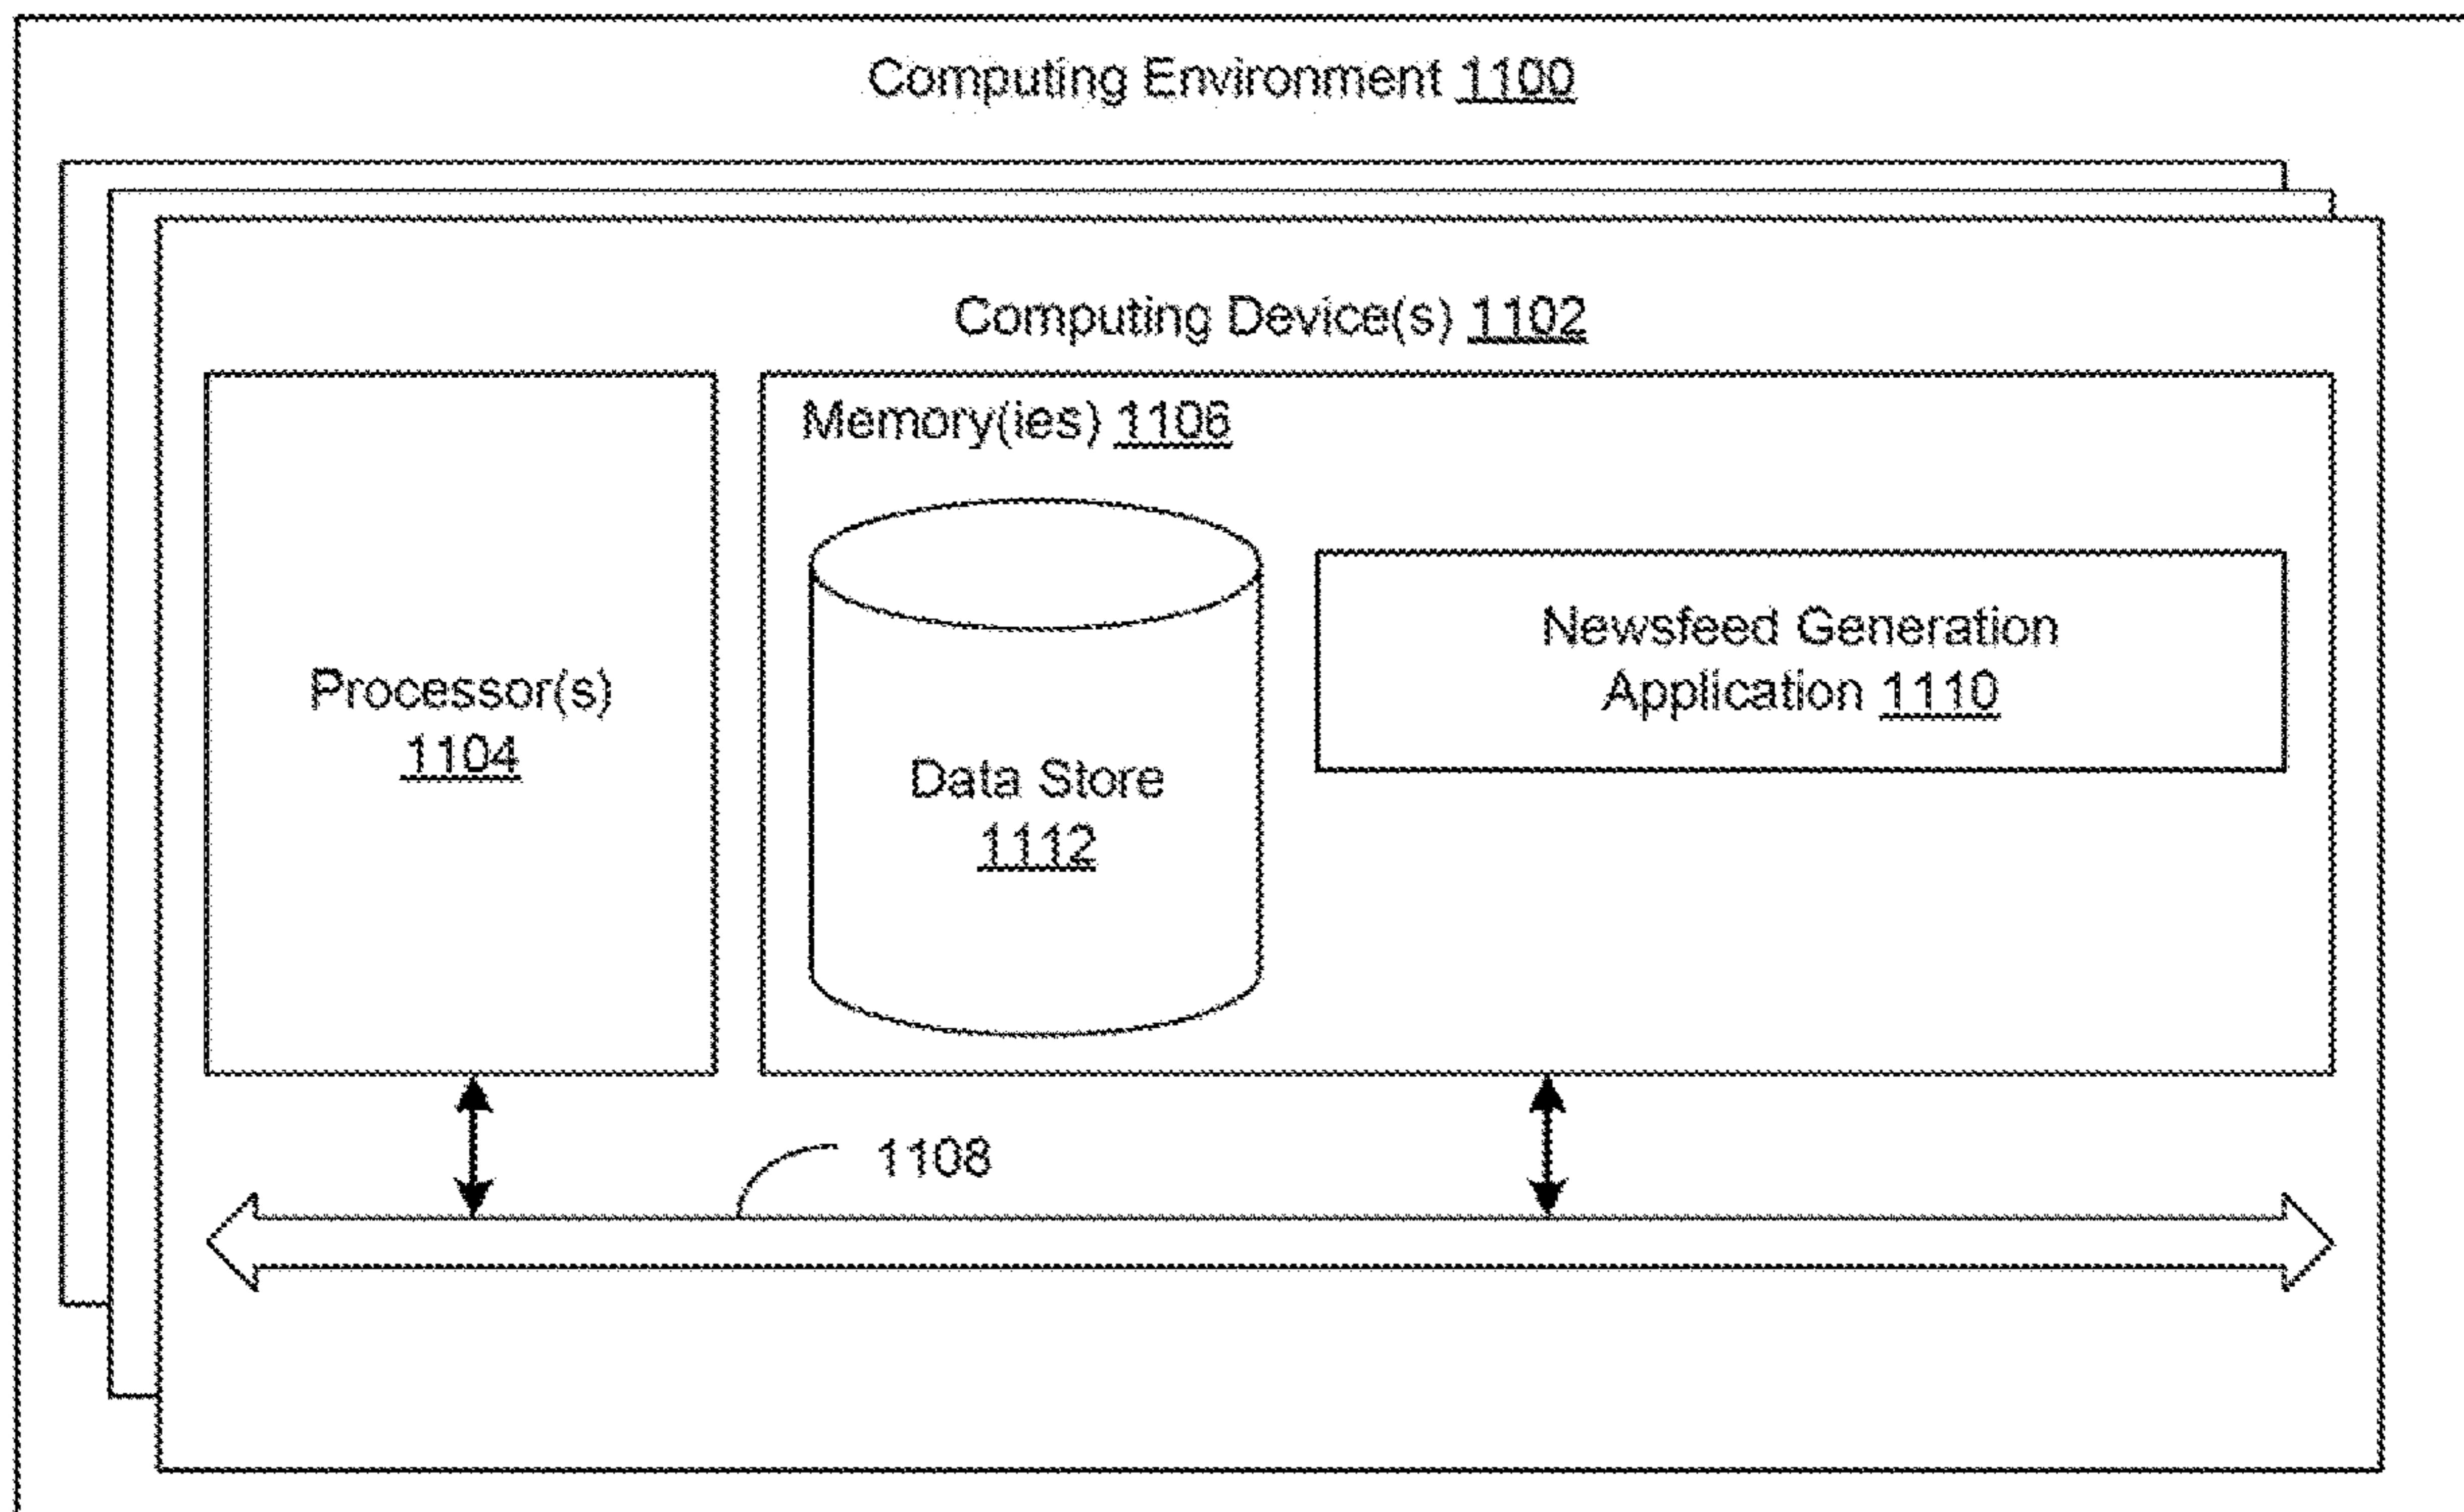 Computing Environment 1100
Computing Device(s) 1102
Memory(ies) 1106
Processor(s)
1104
Data Store
1112
Newsfeed Generation
Application 1110
1108